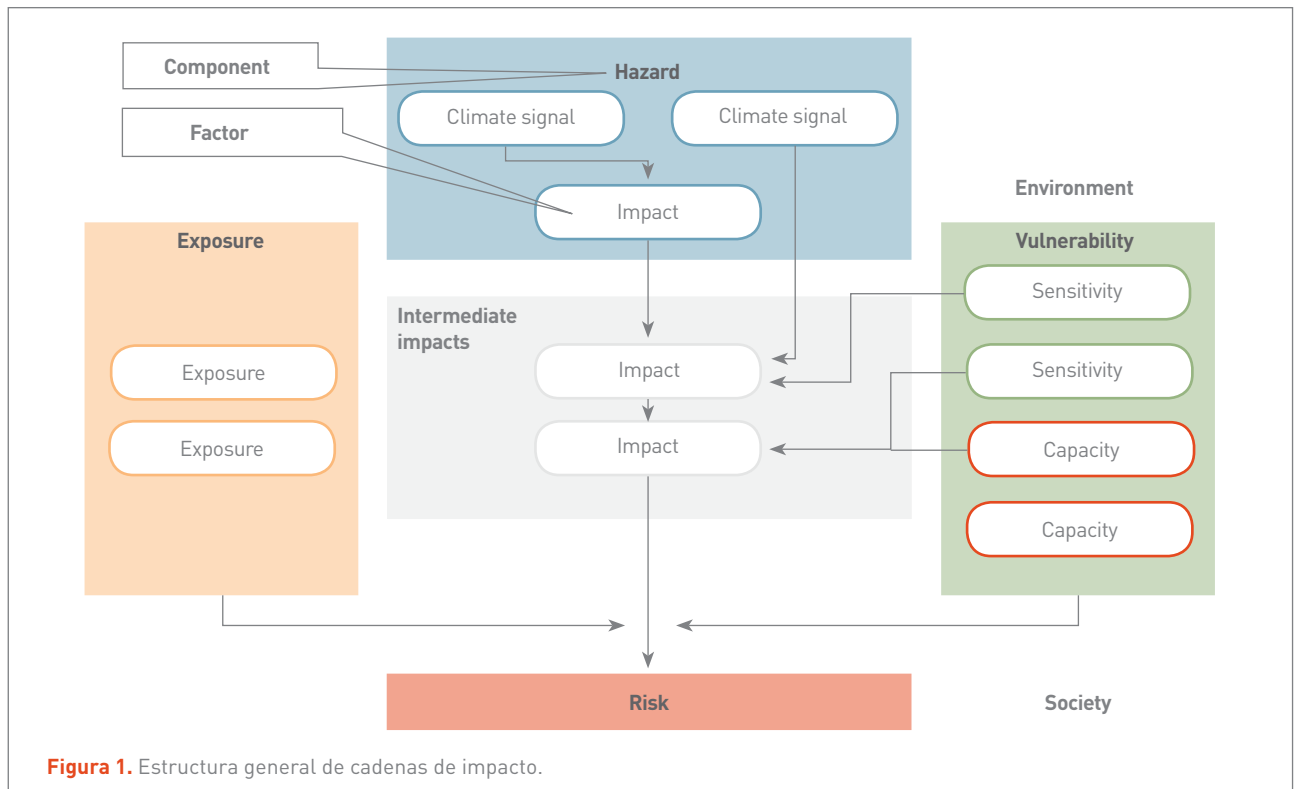 Component
Hazard
Climate signal
Climate signal
Factor
Impact
Environment
Exposure
Vulnerability
Sensitivity
Intermediate
impacts
Exposure
Impact
Sensitivity
Exposure
Impact
Capacity
Capacity
Risk
Society
Figura 1. Estructura general de cadenas de impacto.